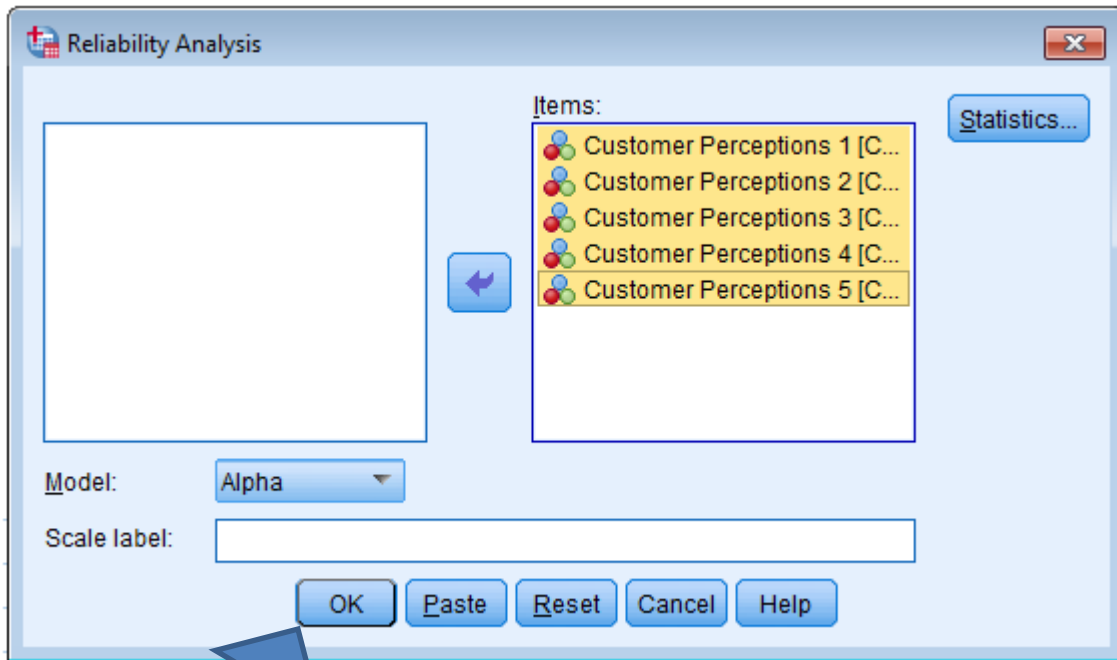 Reliability Analysis
Items:
Statistics...
Customer Perceptions 1 [C...
Customer Perceptions 2 [C...
Customer Perceptions 3 [C...
Customer Perceptions 4 [C...
Customer Perceptions 5 [C...
Model:
Alpha
Scale label:
OK Paste Reset Cancel Help